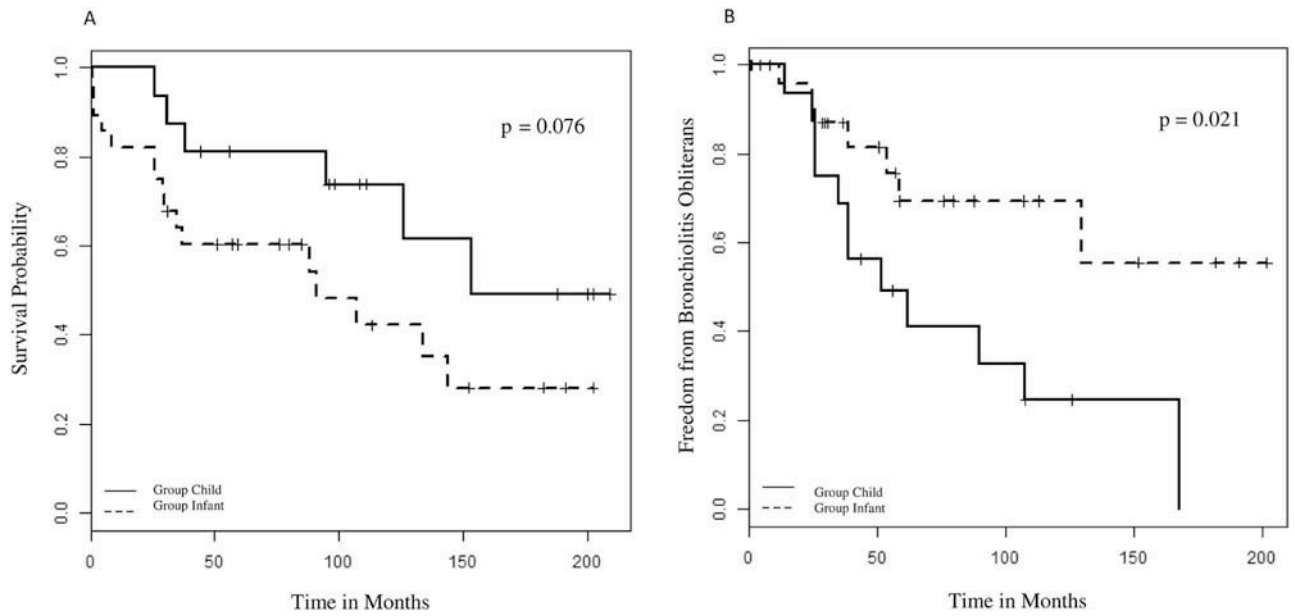 A
Survival Probability
1.0
0.8
0.6
0.4
0.2
0.0
p = 0.076
Group Child
Group Infant
0 50 100 150 200
Time in Months
B
Freedom from Bronchiolitis Obliterans
1.0
0.8
0.6
0.4
0.2
0.0
p = 0.021
Group Child
Group Infant
0 50 100 150 200
Time in Months